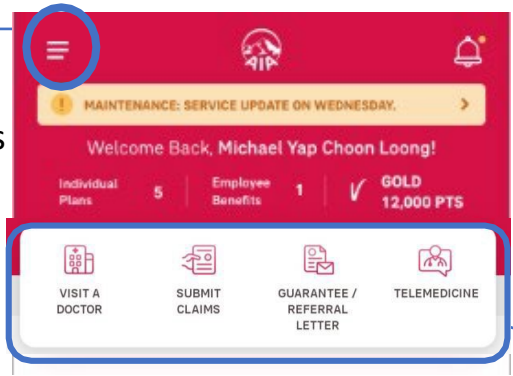 AIA
MAINTENANCE: SERVICE UPDATE ON WEDNESDAY.
S
Welcome Back, Michael Yap Choon Loong!
Individual Plans 5
Employee Benefits 1
GOLD
12,000 PTS
VISIT A
DOCTOR
SUBMIT
CLAIMS
GUARANTEE /
REFERRAL
LETTER
TELEMEDICINE